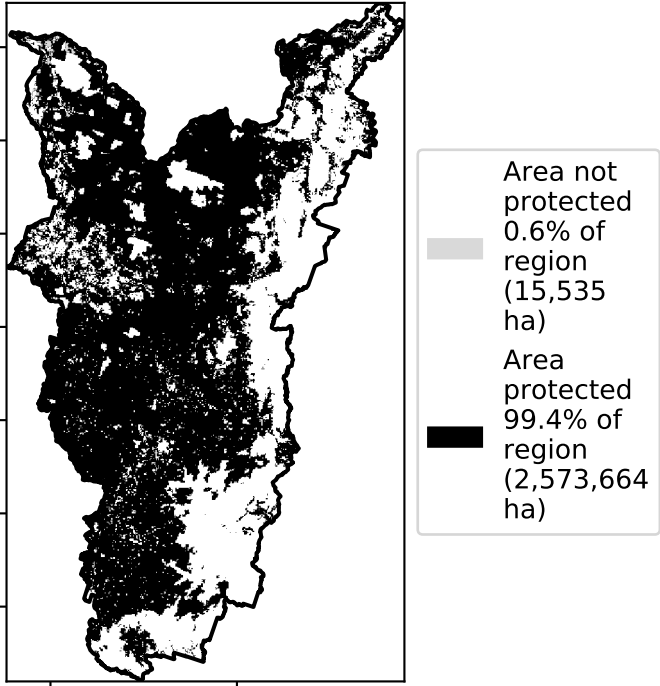 Area not
protected
0.6% of
region
(15,535
ha)
Area
protected
99.4% of
region
(2,573,664
ha)